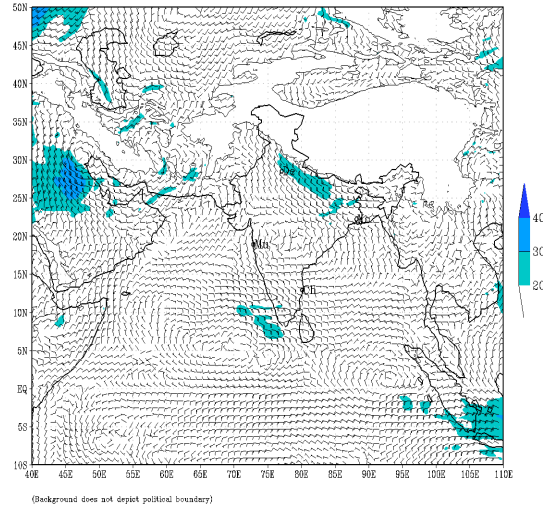 50N
45N
40N
35N
30N
25N
20N
15N
10N
5N
EQ
5S
10S
40E 45E 50E 55E 60E 65E 70E 75E 80E 85E 90E 95E 100E 105E 110E
Mu
Ch
40
30
20
(Background does not depict political boundary)